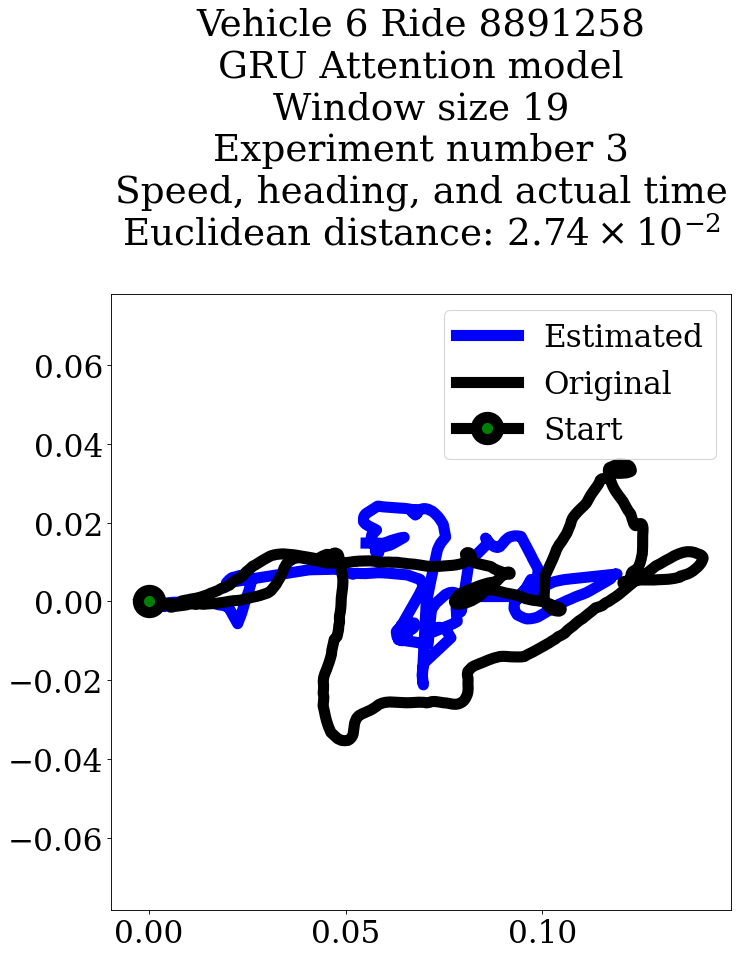 Vehicle 6 Ride 8891258
GRU Attention model
Window size 19
Experiment number 3
Speed, heading, and actual time
Euclidean distance: 2.74 × 10⁻²
Estimated
Original
Start
0.06
0.04
0.02
0.00
−0.02
−0.04
−0.06
0.00 0.05 0.10